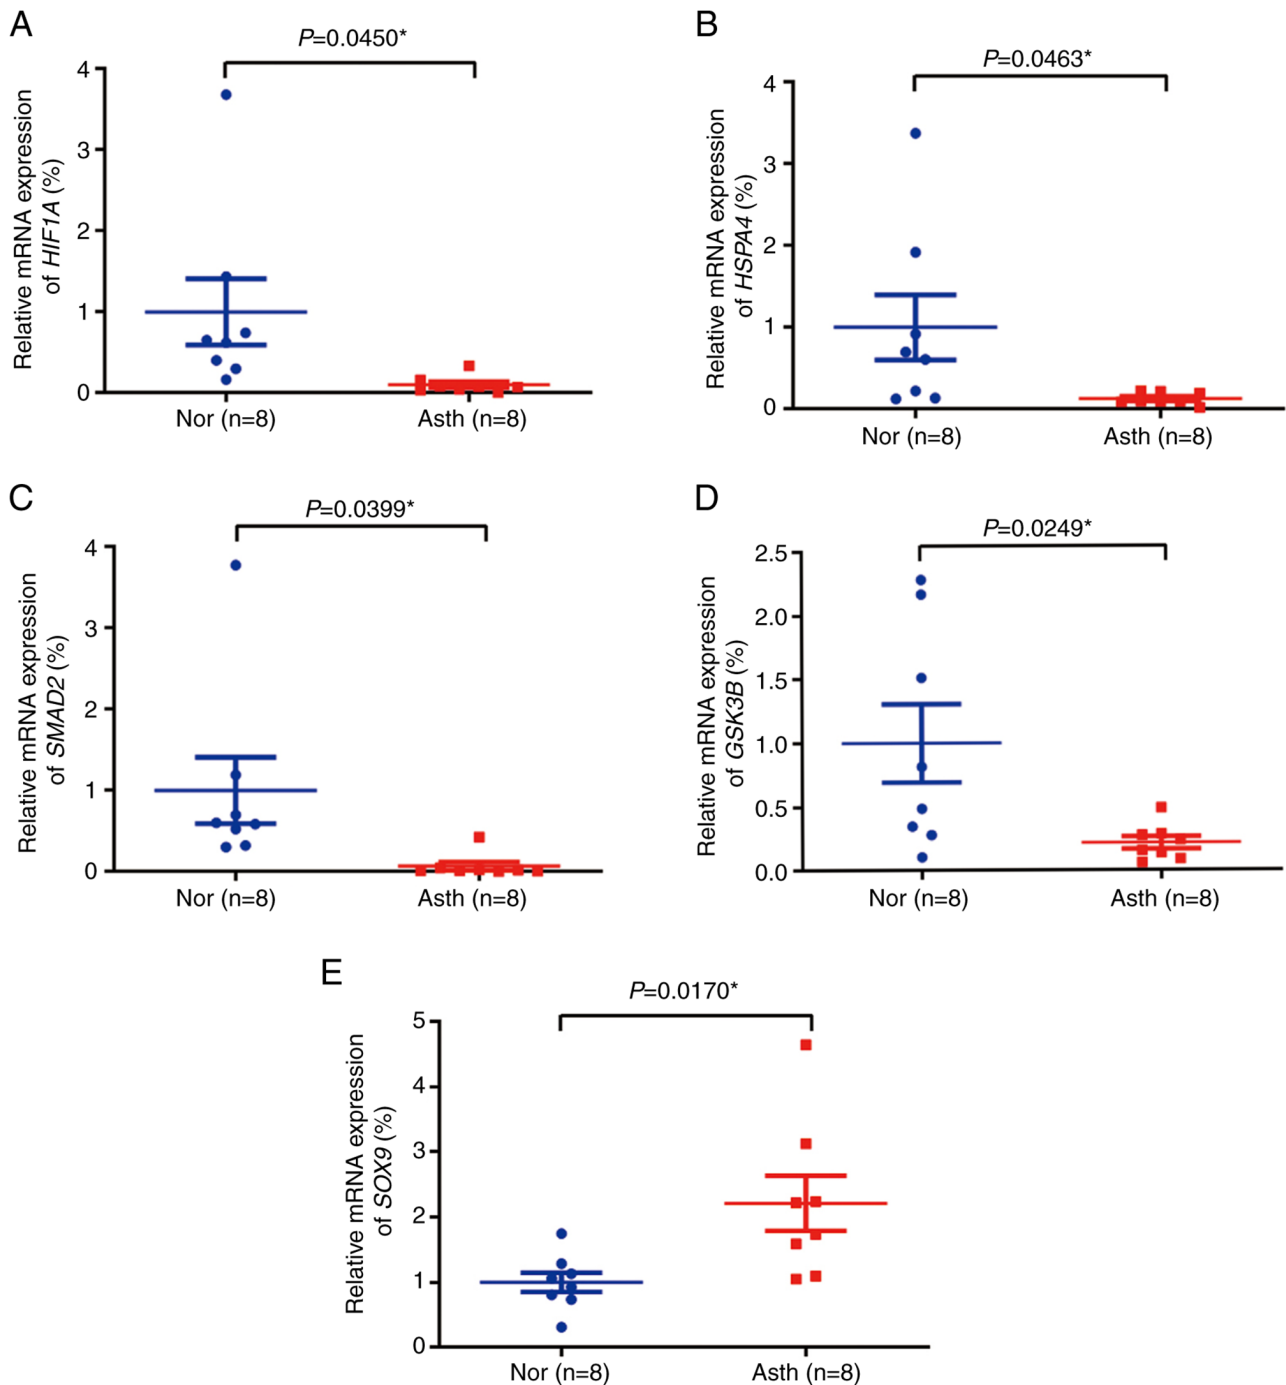 A
P=0.0450*
Relative mRNA expression
of HIF1A (%)
4
3
2
1
0
Nor (n=8)
Asth (n=8)
B
P=0.0463*
Relative mRNA expression
of HSPA4 (%)
4
3
2
1
0
Nor (n=8)
Asth (n=8)
C
P=0.0399*
Relative mRNA expression
of SMAD2 (%)
4
3
2
1
0
Nor (n=8)
Asth (n=8)
D
P=0.0249*
Relative mRNA expression
of GSK3B (%)
2.5
2.0
1.5
1.0
0.5
0.0
Nor (n=8)
Asth (n=8)
E
P=0.0170*
Relative mRNA expression
of SOX9 (%)
5
4
3
2
1
0
Nor (n=8)
Asth (n=8)